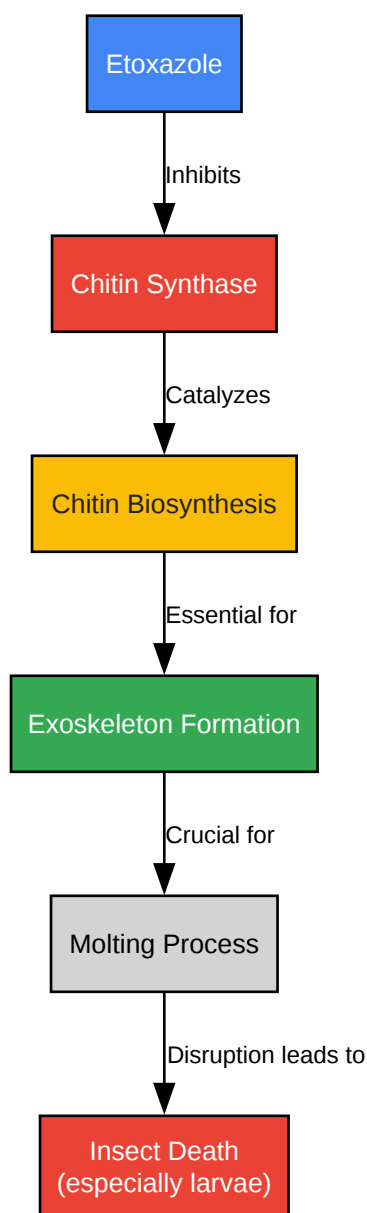 Etoxazole
Inhibits
Chitin Synthase
Catalyzes
Chitin Biosynthesis
Essential for
Exoskeleton Formation
Crucial for
Molting Process
Disruption leads to
Insect Death
(especially larvae)